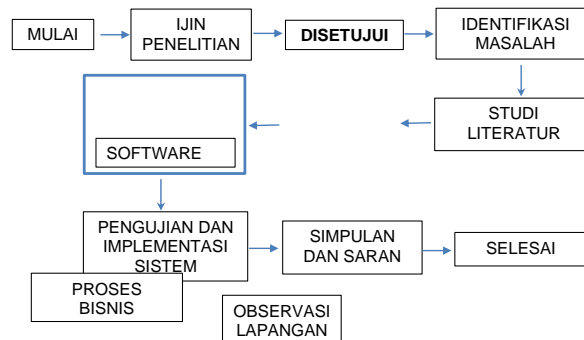 MULAI
IJIN
PENELITIAN
DISETUJUI
IDENTIFIKASI
MASALAH
STUDI
LITERATUR
SOFTWARE
PENGUJIAN DAN
IMPLEMENTASI
SISTEM
SIMPULAN
DAN SARAN
SELESAI
PROSES
BISNIS
OBSERVASI
LAPANGAN